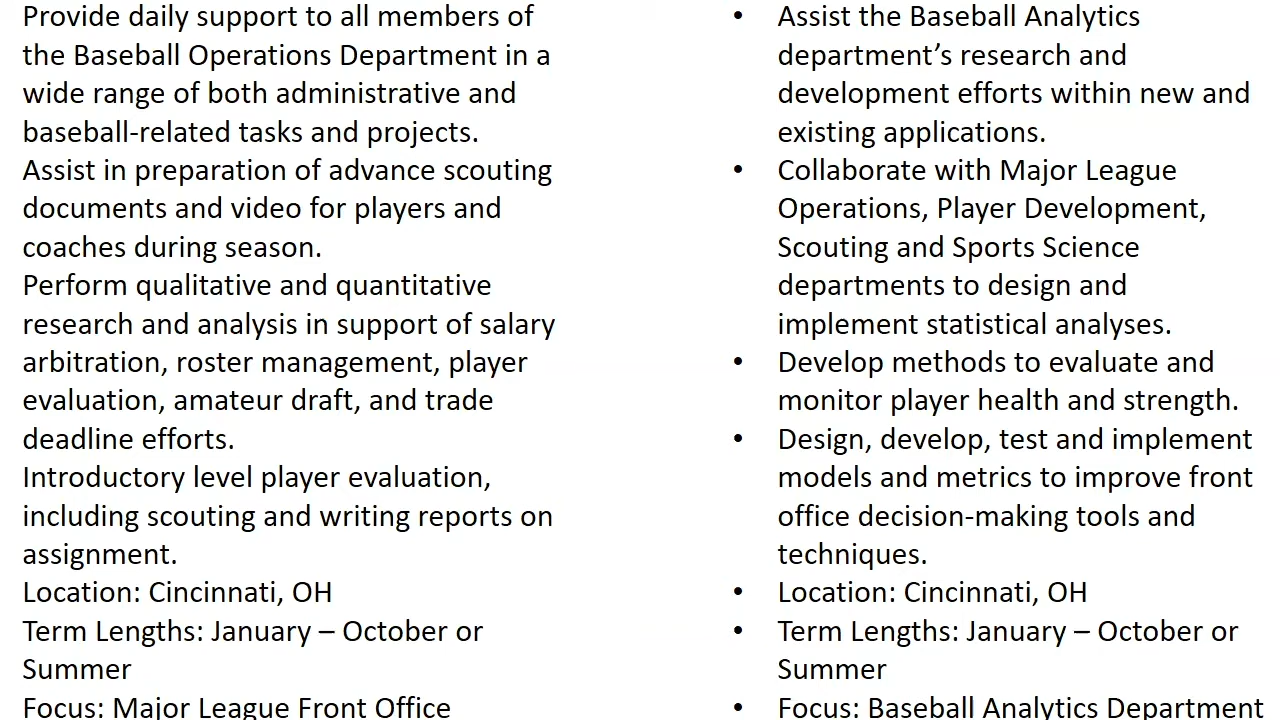 Provide daily support to all members of
the Baseball Operations Department in a
wide range of both administrative and
baseball-related tasks and projects.
Assist in preparation of advance scouting
documents and video for players and
coaches during season.
Perform qualitative and quantitative
research and analysis in support of salary
arbitration, roster management, player
evaluation, amateur draft, and trade
deadline efforts.
Introductory level player evaluation,
including scouting and writing reports on
assignment.
Location: Cincinnati, OH
Term Lengths: January – October or
Summer
Focus: Major League Front Office
• Assist the Baseball Analytics
department’s research and
development efforts within new and
existing applications.
• Collaborate with Major League
Operations, Player Development,
Scouting and Sports Science
departments to design and
implement statistical analyses.
• Develop methods to evaluate and
monitor player health and strength.
• Design, develop, test and implement
models and metrics to improve front
office decision-making tools and
techniques.
• Location: Cincinnati, OH
• Term Lengths: January – October or
Summer
• Focus: Baseball Analytics Department